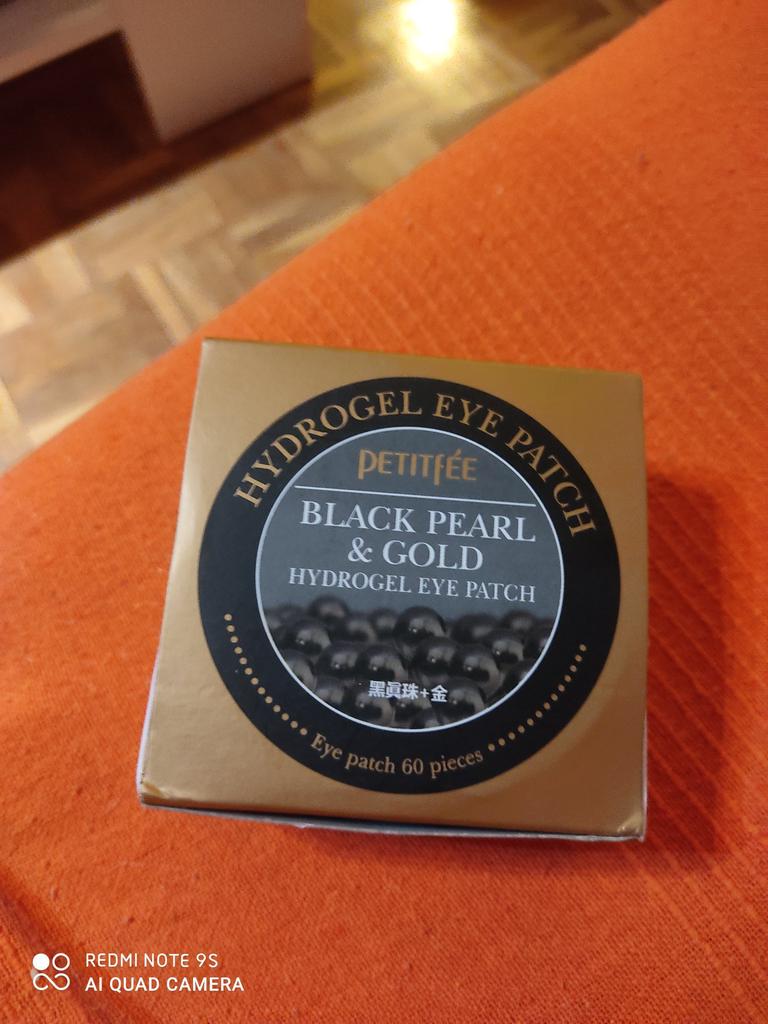 HYDROGEL EYE PATCH
PETITFÉE
BLACK PEARL
& GOLD
HYDROGEL EYE PATCH
黑眞珠+金
Eye patch 60 pieces
REDMI NOTE 9S
AI QUAD CAMERA